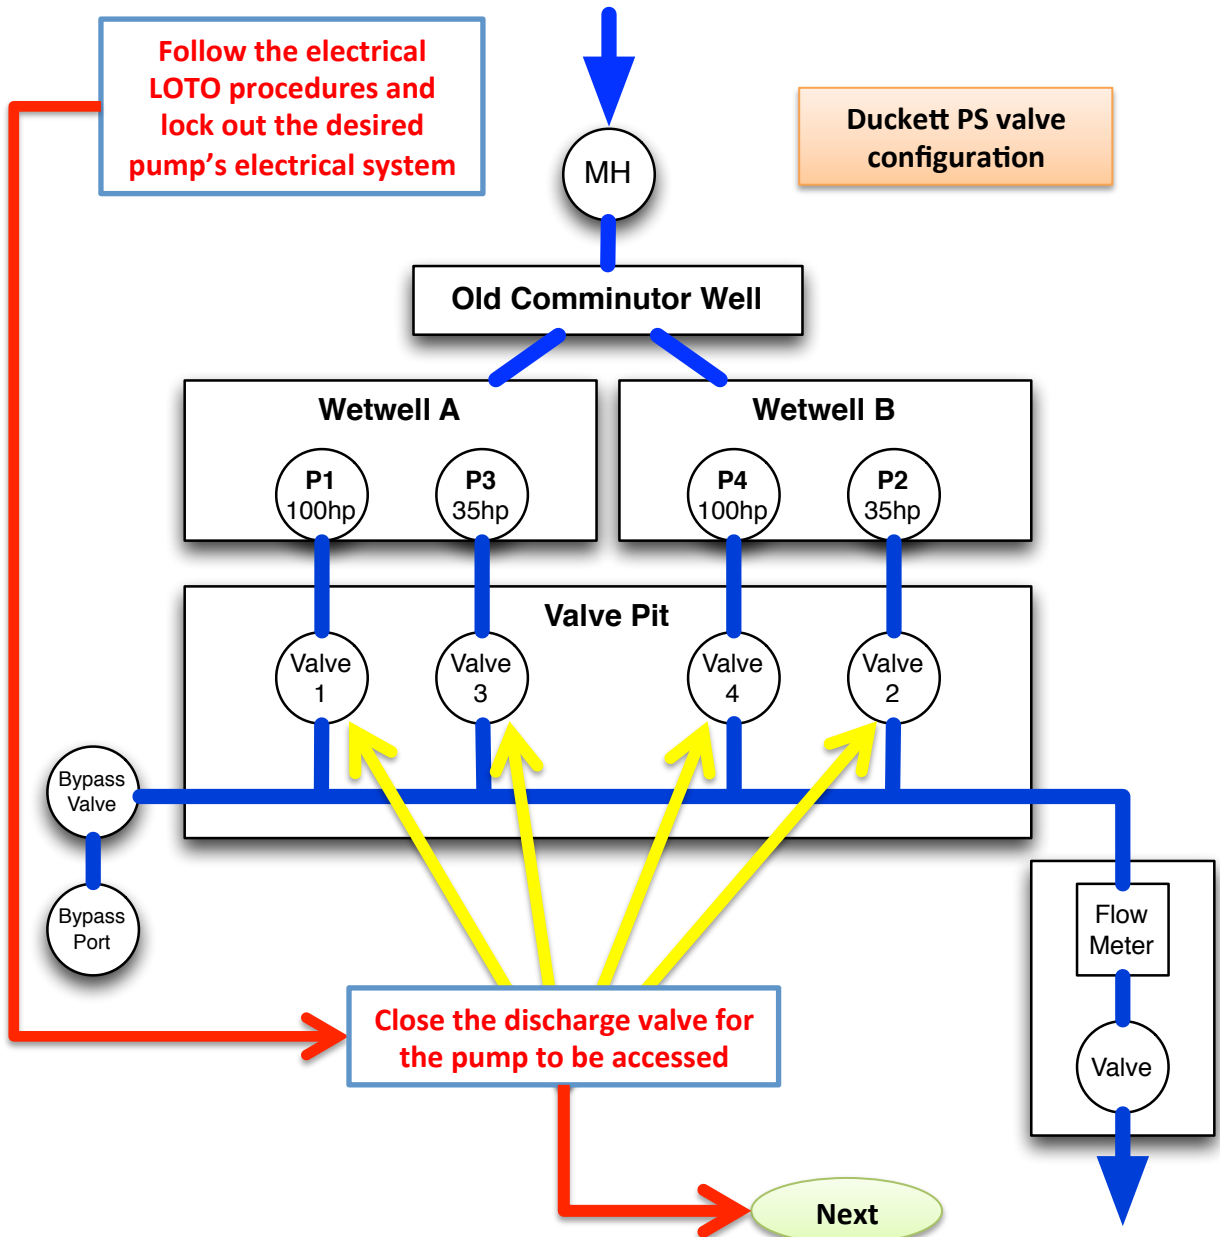 Follow the electrical
LOTO procedures and
lock out the desired
pump's electrical system
Duckett PS valve
configuration
MH
Old Comminutor Well
Wetwell A
Wetwell B
P1
100hp
P3
35hp
P4
100hp
P2
35hp
Valve Pit
Valve
1
Valve
3
Valve
4
Valve
2
Bypass
Valve
Bypass
Port
Flow
Meter
Valve
Close the discharge valve for
the pump to be accessed
Next